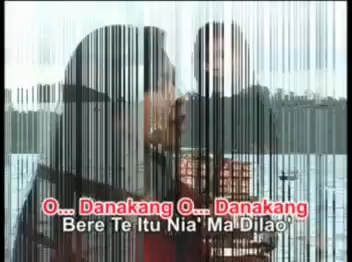 O... Danakang O... Danakang
Bere Te Itu Nia' Ma Dilao'